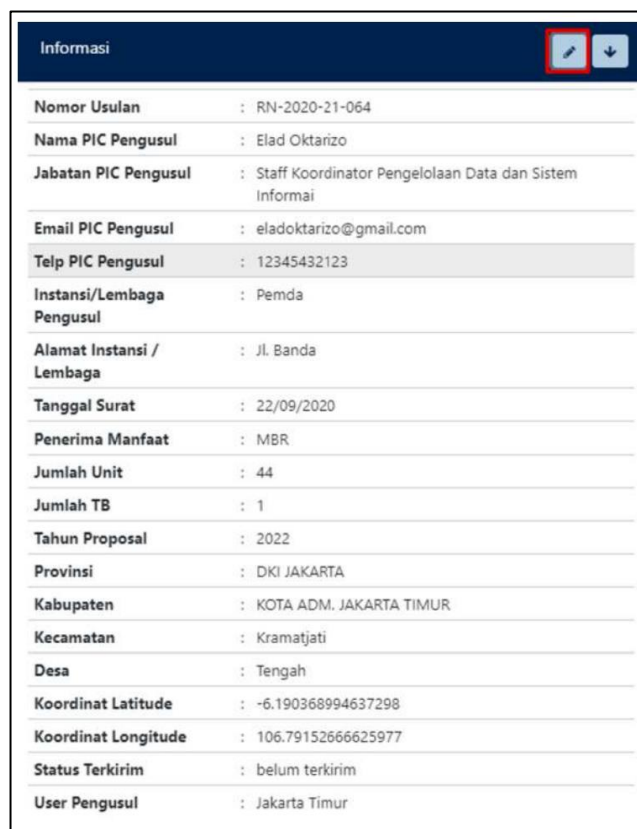 Informasi
Nomor Usulan : RN-2020-21-064
Nama PIC Pengusul : Elad Oktarizo
Jabatan PIC Pengusul : Staff Koordinator Pengelolaan Data dan Sistem
Informai
Email PIC Pengusul : eladoktarizo@gmail.com
Telp PIC Pengusul : 12345432123
Instansi/Lembaga : Pemda
Pengusul
Alamat Instansi / : Jl. Banda
Lembaga
Tanggal Surat : 22/09/2020
Penerima Manfaat : MBR
Jumlah Unit : 44
Jumlah TB : 1
Tahun Proposal : 2022
Provinsi : DKI JAKARTA
Kabupaten : KOTA ADM. JAKARTA TIMUR
Kecamatan : Kramatjati
Desa : Tengah
Koordinat Latitude : -6.190368994637298
Koordinat Longitude : 106.79152666625977
Status Terkirim : belum terkirim
User Pengusul : Jakarta Timur